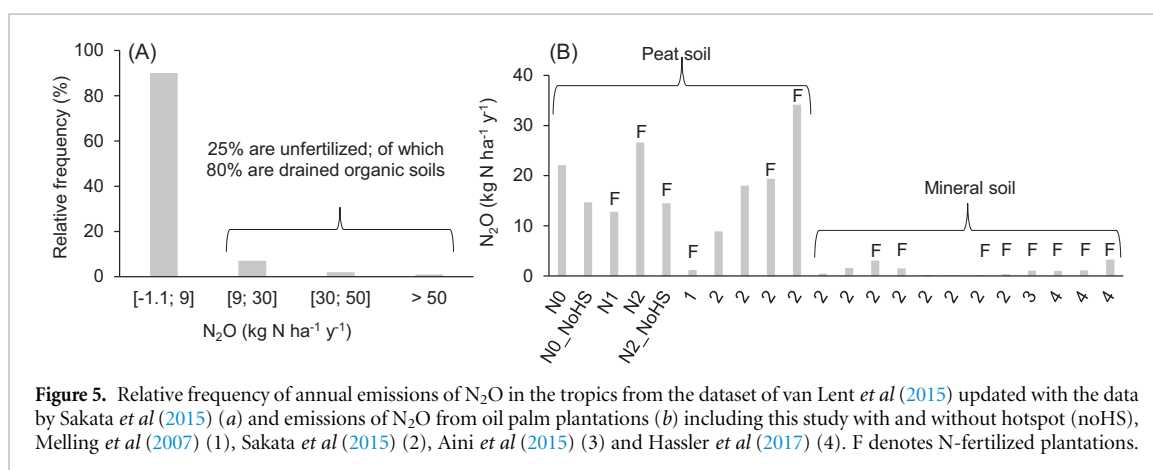 (A)
Relative frequency (%)
100
80
60
40
20
0
25% are unfertilized; of which
80% are drained organic soils
[-1.1; 9] [9; 30] [30; 50] > 50
N₂O (kg N ha⁻¹ y⁻¹)
(B)
Peat soil
N₂O (kg N ha⁻¹ y⁻¹)
40
30
20
10
0
F F F F F F
Mineral soil
F F F F F F F F
N0 N0_NoHS N1 N2 N2_NoHS 1 2 2 2 2 2 2 2 2 2 2 2 2 3 4 4 4
Figure 5. Relative frequency of annual emissions of N₂O in the tropics from the dataset of van Lent et al (2015) updated with the data
by Sakata et al (2015) (a) and emissions of N₂O from oil palm plantations (b) including this study with and without hotspot (noHS),
Melling et al (2007) (1), Sakata et al (2015) (2), Aini et al (2015) (3) and Hassler et al (2017) (4). F denotes N-fertilized plantations.